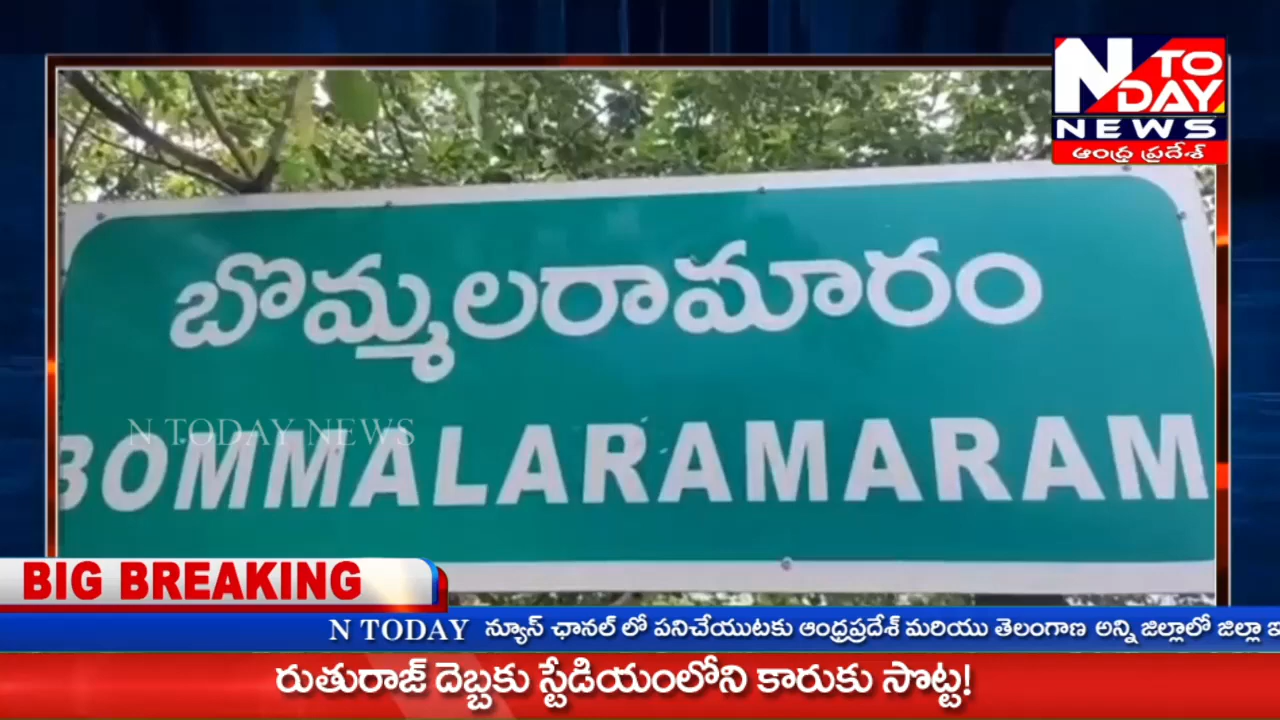 N TO
DAY
NEWS
ఆంధ్ర ప్రదేశ్
బొమ్మలరామారం
BOMMALARAMARAM
N TODAY NEWS
BIG BREAKING
N TODAY న్యూస్ ఛానల్ లో పనిచేయుటకు ఆంధ్రప్రదేశ్ మరియు తెలంగాణ అన్ని జిల్లాలో జిల్లా
రుతురాజ్ దెబ్బకు స్టేడియంలోని కారుకు సొట్ట!